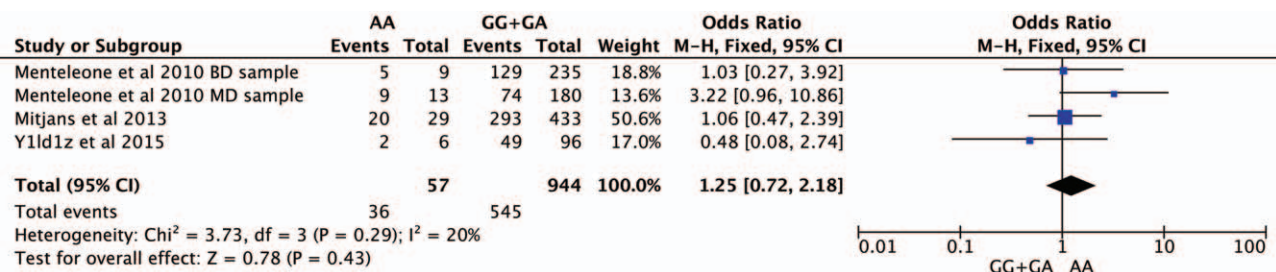 AA GG+GA Odds Ratio Odds Ratio
Study or Subgroup Events Total Events Total Weight M-H, Fixed, 95% CI M-H, Fixed, 95% CI
Menteleone et al 2010 BD sample 5 9 129 235 18.8% 1.03 [0.27, 3.92]
Menteleone et al 2010 MD sample 9 13 74 180 13.6% 3.22 [0.96, 10.86]
Mitjans et al 2013 20 29 293 433 50.6% 1.06 [0.47, 2.39]
Y1ld1z et al 2015 2 6 49 96 17.0% 0.48 [0.08, 2.74]
Total (95% CI) 57 944 100.0% 1.25 [0.72, 2.18]
Total events 36 545
Heterogeneity: Chi² = 3.73, df = 3 (P = 0.29); I² = 20%
Test for overall effect: Z = 0.78 (P = 0.43)
0.01 0.1 1 10 100
GG+GA AA